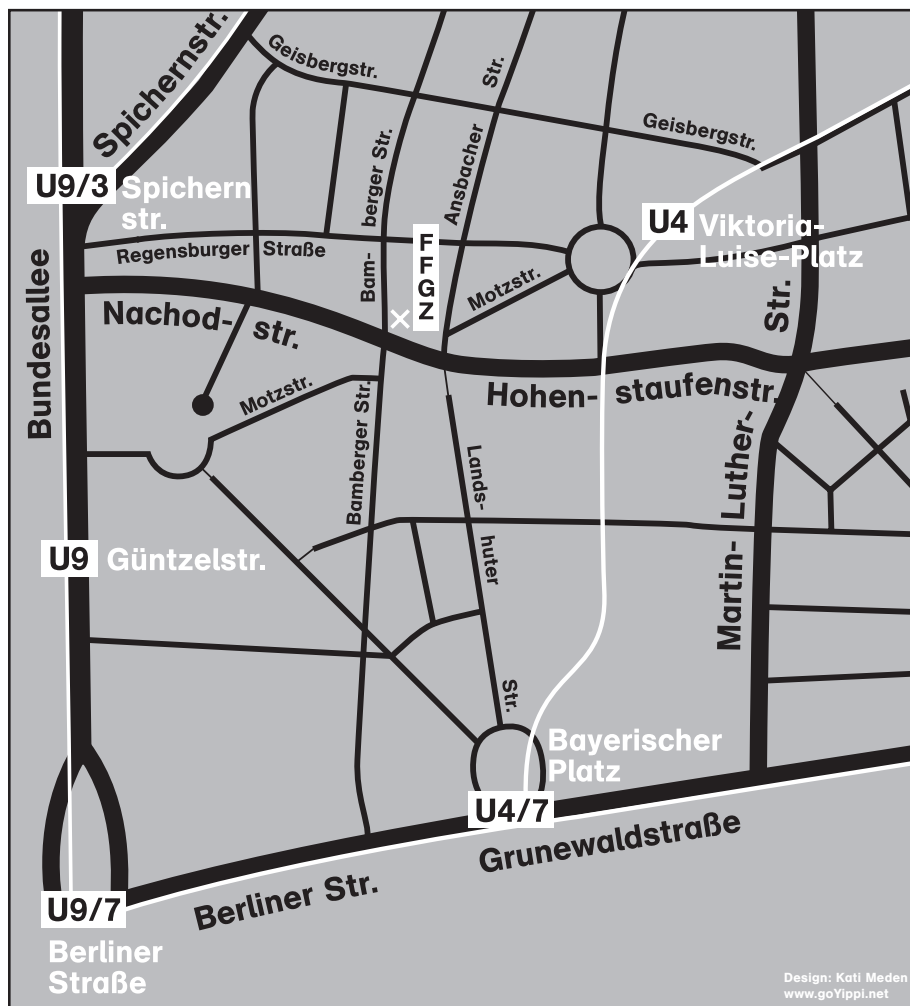 Spichernstr.
Geisbergstr.
Str.
Geisbergstr.
berger Str.
Ansbacher
U9/3
Spichern
str.
U4
Viktoria-
Luise-Platz
Regensburger Straße
F
F
G
Z
Bam-
Motzstr.
Str.
Bundesallee
Nachod- str.
Hohen- staufenstr.
Motzstr.
Bamberger Str.
Lands-
huter
Str.
Luther-
Martin-
U9
Güntzelstr.
Bayerischer
Platz
U4/7
Grunewaldstraße
Berliner Str.
U9/7
Berliner
Straße
Design: Kati Meden
www.goYippi.net